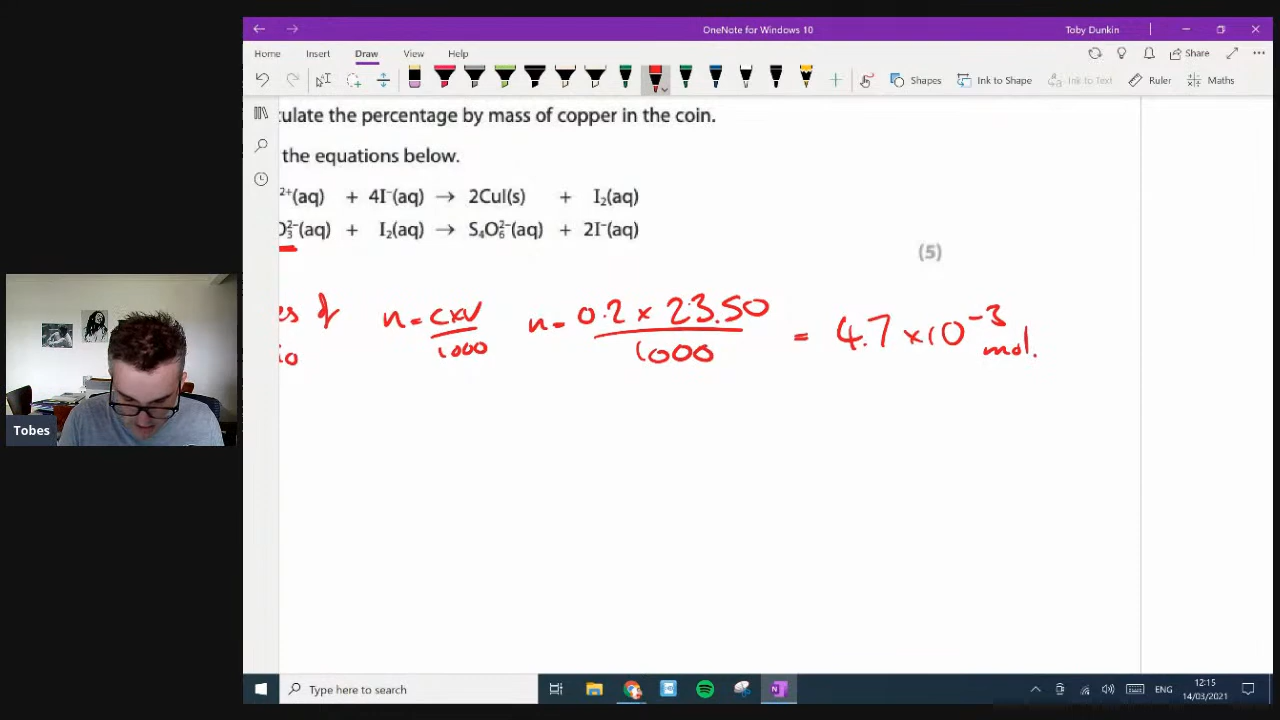 OneNote for Windows 10
Toby Dunkin
Home Insert Draw View Help
Share
Shapes Ink to Shape Ink to Text Ruler Maths
culate the percentage by mass of copper in the coin.
the equations below.
²⁺(aq) + 4I⁻(aq) → 2CuI(s) + I₂(aq)
O₃²⁻(aq) + I₂(aq) → S₄O₆²⁻(aq) + 2I⁻(aq)
(5)
es of n = c×v / 1000 n = 0.2 × 23.50 / 1000 = 4.7 × 10⁻³ mol.
io
Tobes
Type here to search
ENG
12:15
14/03/2021